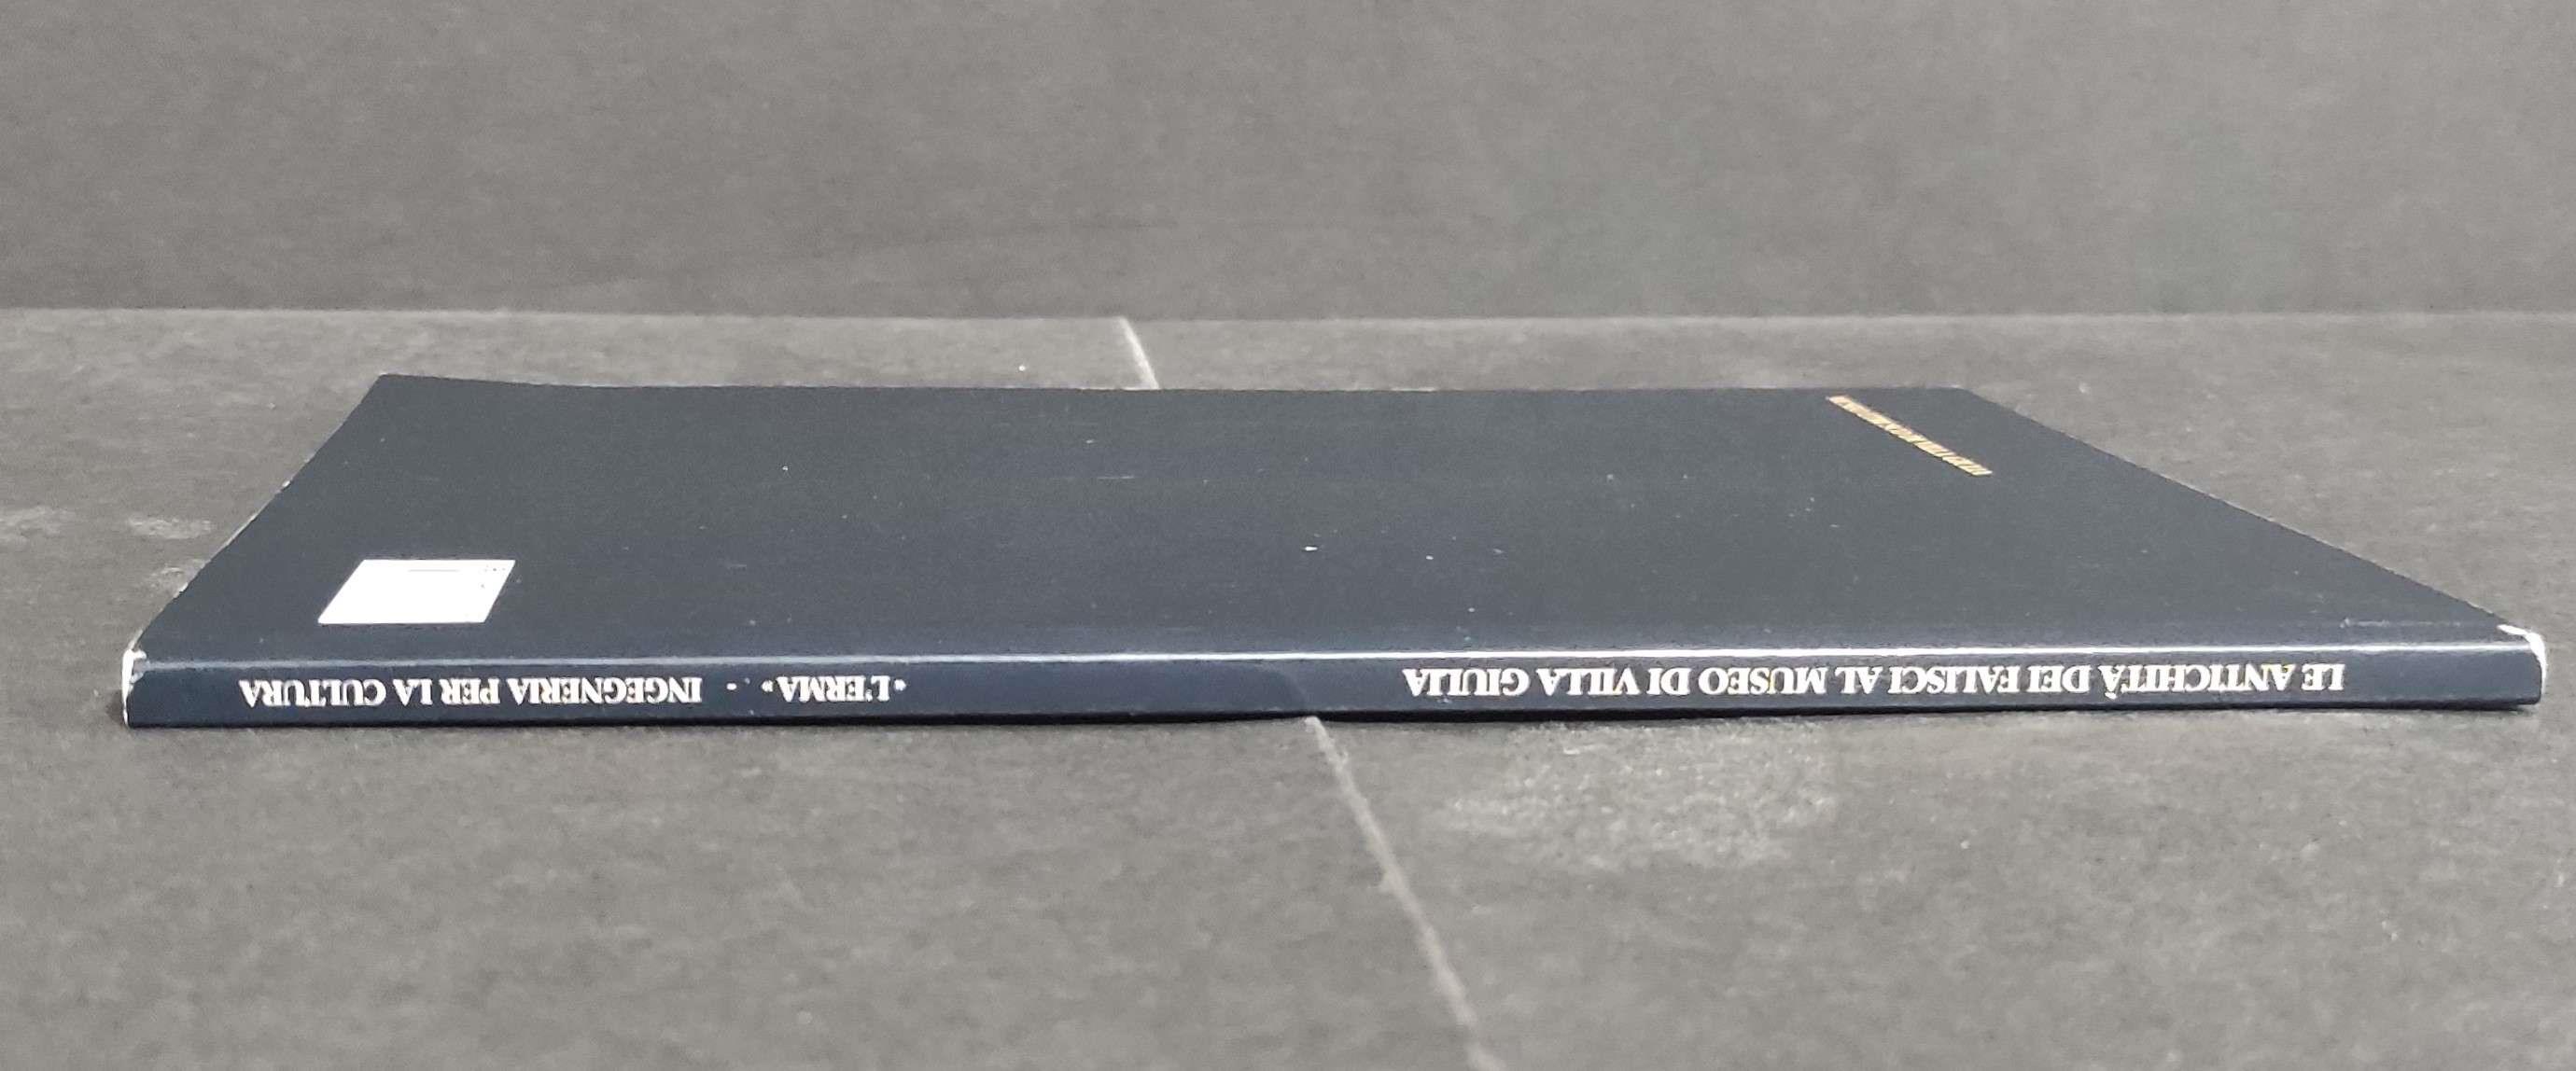 LE ANTICHITÀ DEI FALISCI AL MUSEO DI VILLA GIULIA
«L'ERMA» - INGEGNERIA PER LA CULTURA